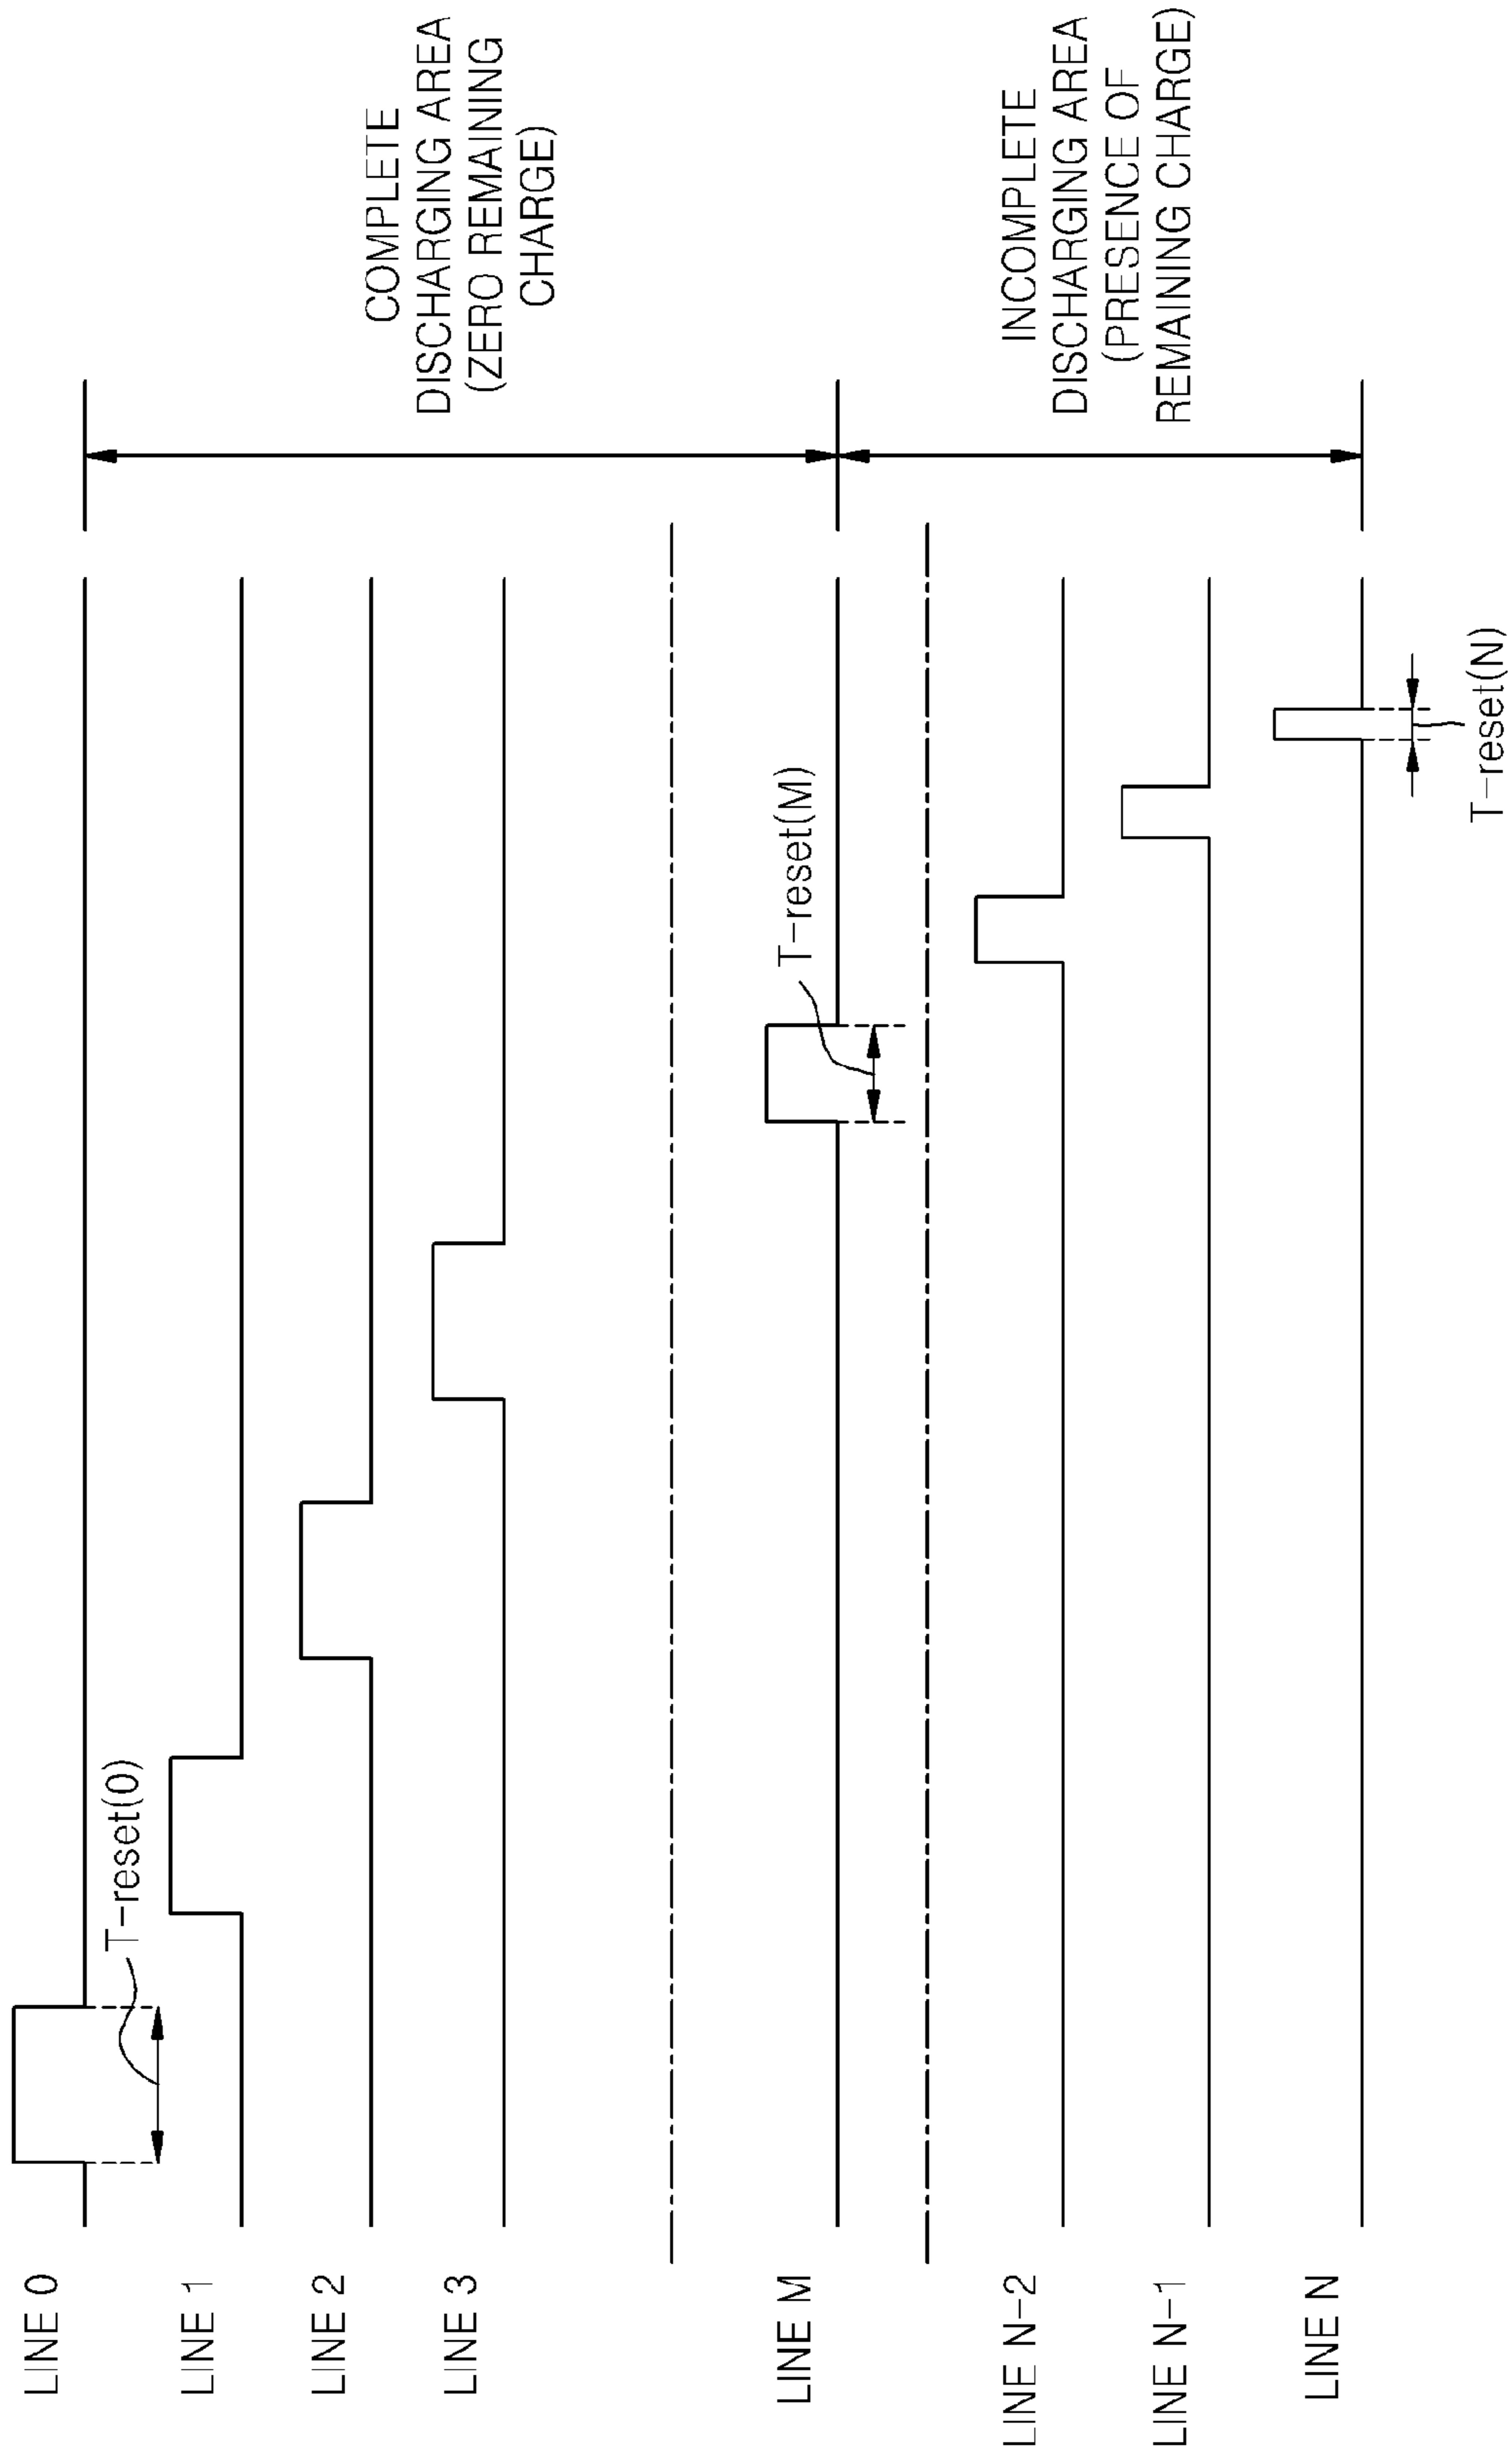 LINE 0
T-reset(0)
LINE 1
LINE 2
LINE 3
COMPLETE
DISCHARGING AREA
(ZERO REMAINING
CHARGE)
LINE M
T-reset(M)
LINE N-2
LINE N-1
LINE N
T-reset(N)
INCOMPLETE
DISCHARGING AREA
(PRESENCE OF
REMAINING CHARGE)